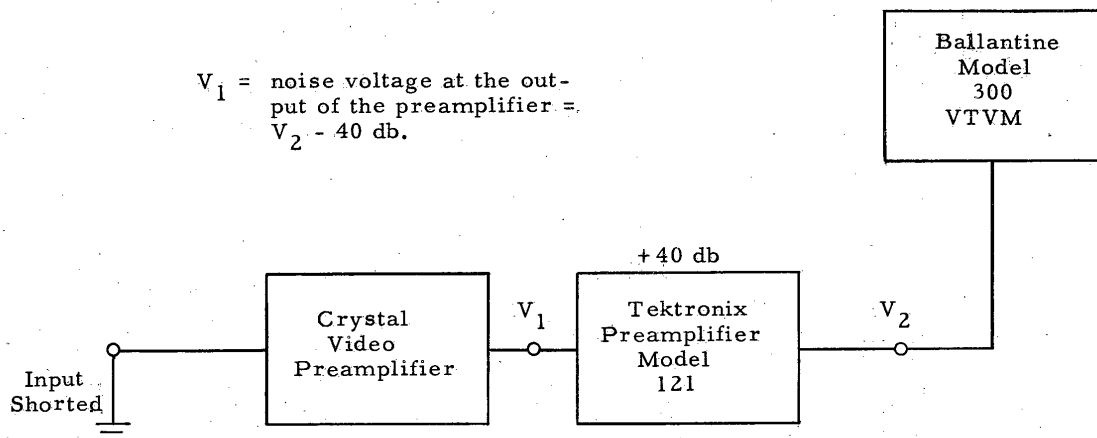 Ballantine
Model
300
VTVM
V1 = noise voltage at the out-
put of the preamplifier =
V2 - 40 db.
+40 db
Crystal
Video
Preamplifier
V1
Tektronix
Preamplifier
Model
121
V2
Input
Shorted